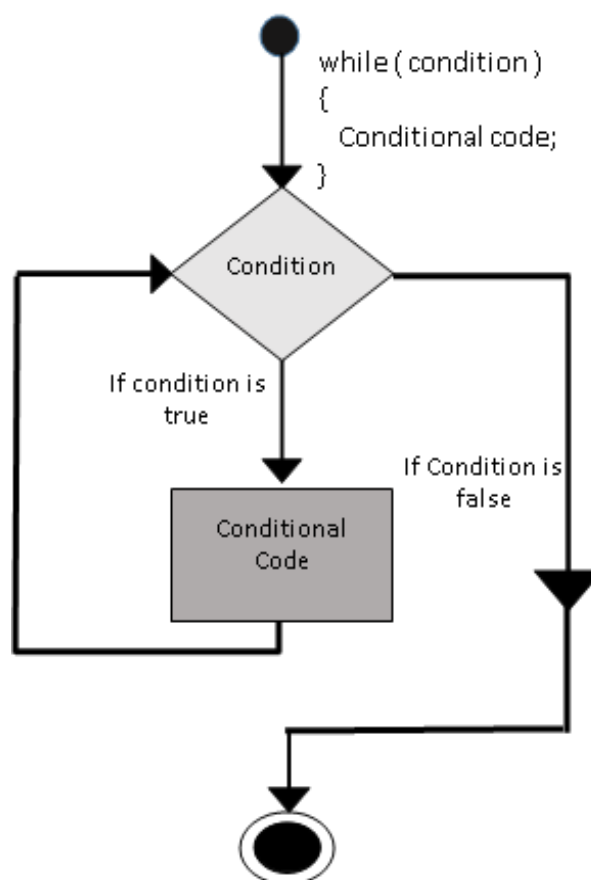 while ( condition )
{
Conditional code;
}
Condition
If condition is
true
If Condition is
false
Conditional
Code